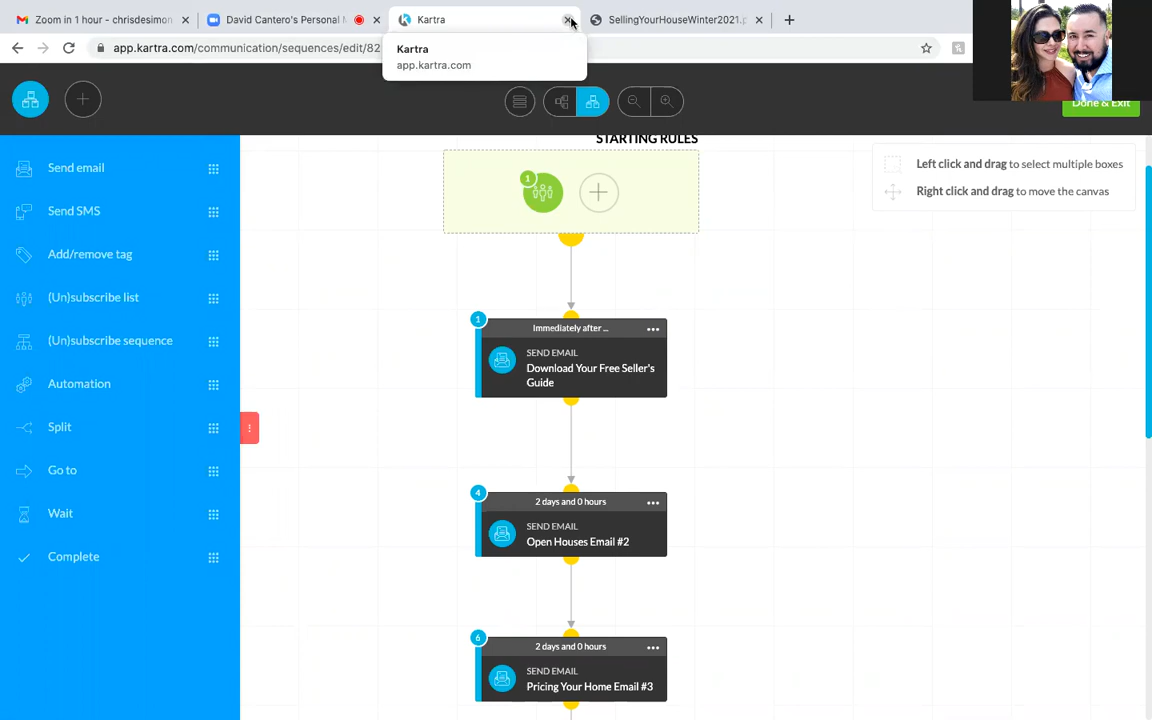 Zoom in 1 hour - chrisdesimon
David Cantero's Personal M
Kartra
SellingYourHouseWinter2021.p
app.kartra.com/communication/sequences/edit/82
Kartra
app.kartra.com
Done & Exit
Send email
Send SMS
Add/remove tag
(Un)subscribe list
(Un)subscribe sequence
Automation
Split
Go to
Wait
Complete
STARTING RULES
1
Left click and drag to select multiple boxes
Right click and drag to move the canvas
1
Immediately after ...
SEND EMAIL
Download Your Free Seller's
Guide
4
2 days and 0 hours
SEND EMAIL
Open Houses Email #2
6
2 days and 0 hours
SEND EMAIL
Pricing Your Home Email #3